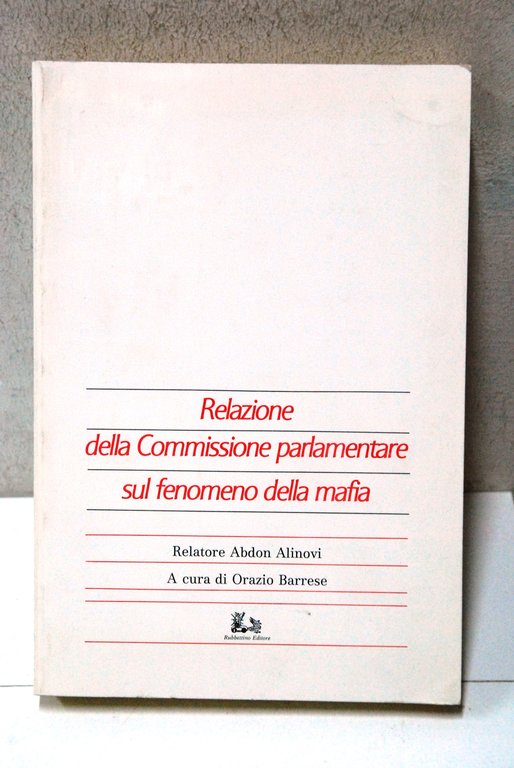 Relazione
della Commissione parlamentare
sul fenomeno della mafia
Relatore Abdon Alinovi
A cura di Orazio Barrese
Rubbettino Editore